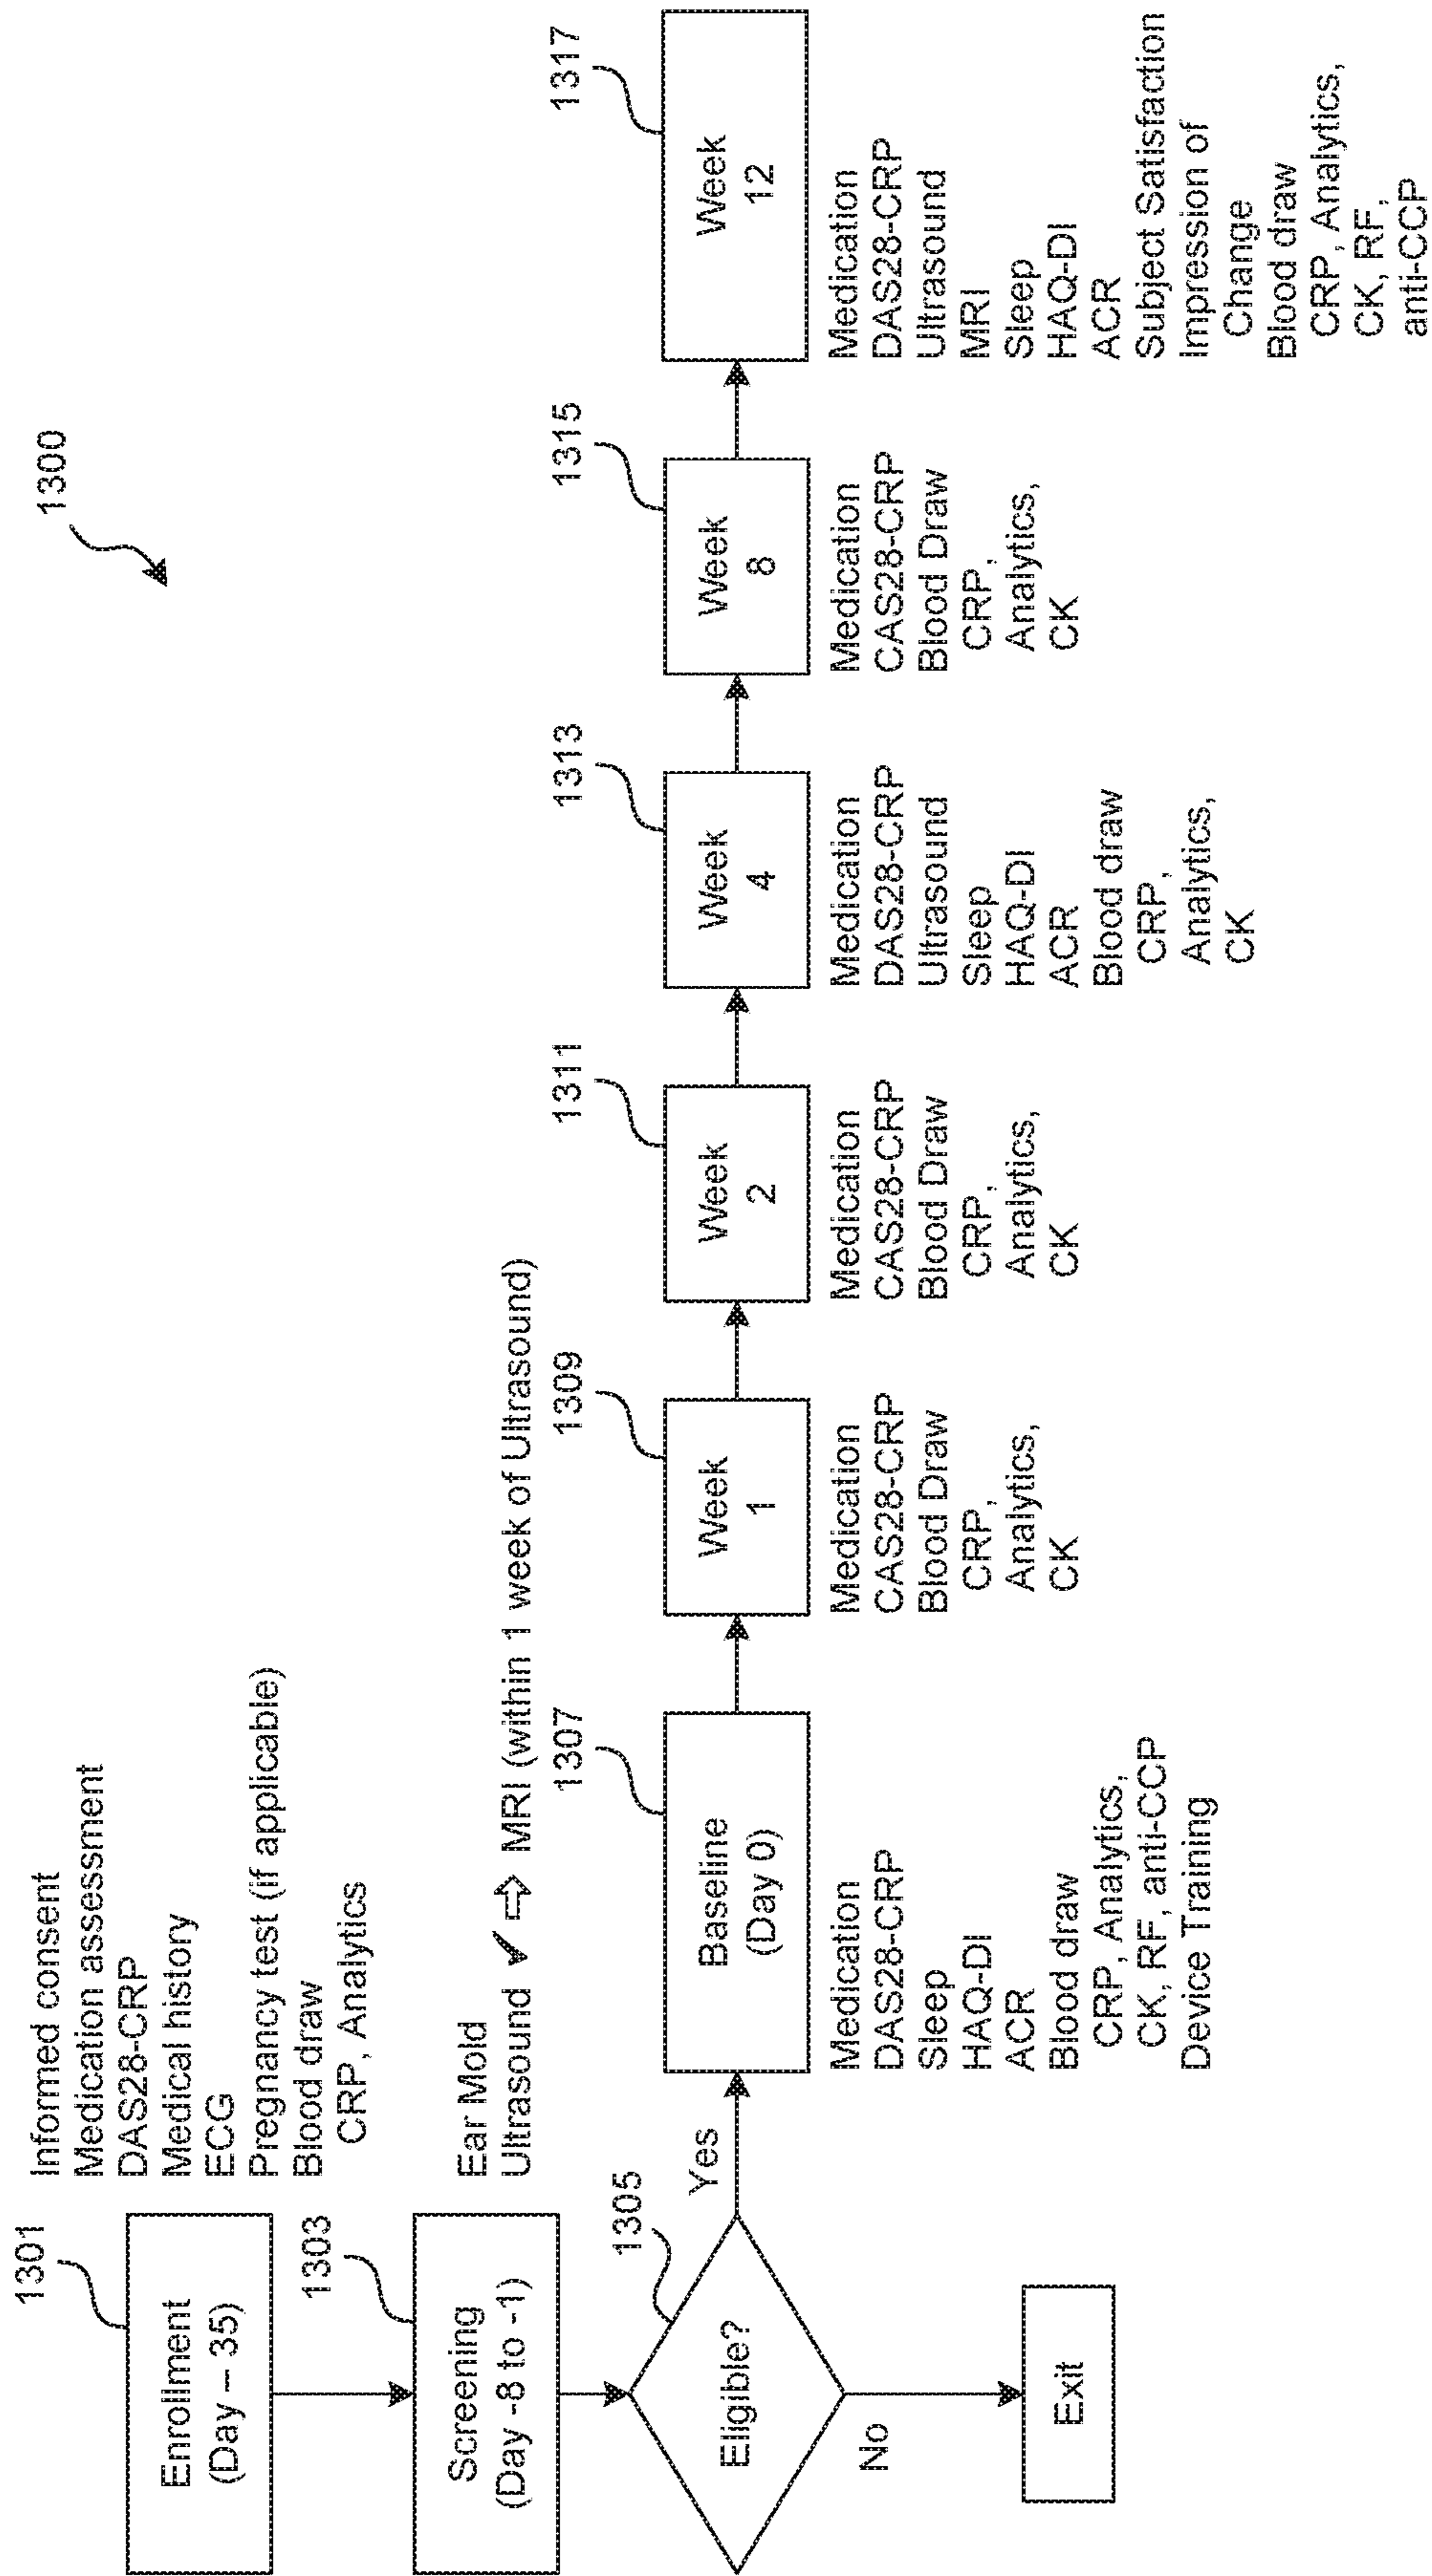 1300
1301
Enrollment
(Day – 35)
Informed consent
Medication assessment
DAS28-CRP
Medical history
ECG
Pregnancy test (if applicable)
Blood draw
CRP, Analytics
1303
Screening
(Day -8 to -1)
Ear Mold
Ultrasound ✓ ⇨ MRI (within 1 week of Ultrasound)
1305
Eligible?
Yes
No
Exit
1307
Baseline
(Day 0)
Medication
DAS28-CRP
Sleep
HAQ-DI
ACR
Blood draw
CRP, Analytics,
CK, RF, anti-CCP
Device Training
1309
Week
1
Medication
CAS28-CRP
Blood Draw
CRP,
Analytics,
CK
1311
Week
2
Medication
CAS28-CRP
Blood Draw
CRP,
Analytics,
CK
1313
Week
4
Medication
DAS28-CRP
Ultrasound
Sleep
HAQ-DI
ACR
Blood draw
CRP,
Analytics,
CK
1315
Week
8
Medication
CAS28-CRP
Blood Draw
CRP,
Analytics,
CK
1317
Week
12
Medication
DAS28-CRP
Ultrasound
MRI
Sleep
HAQ-DI
ACR
Subject Satisfaction
Impression of
Change
Blood draw
CRP, Analytics,
CK, RF,
anti-CCP